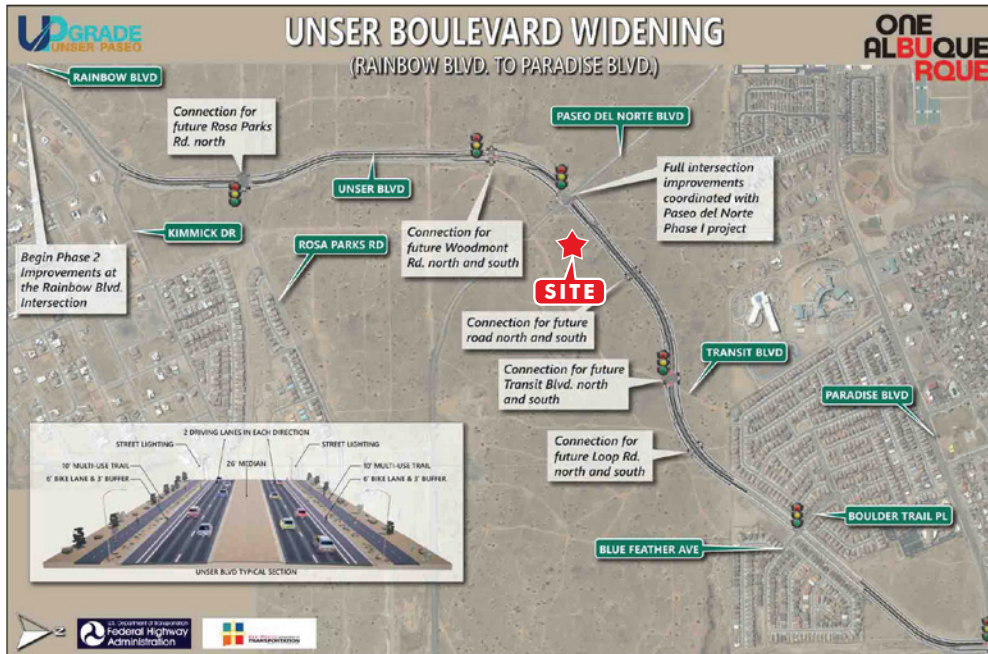 UPGRADE
UNSER-PASEO
UNSER BOULEVARD WIDENING
(RAINBOW BLVD. TO PARADISE BLVD.)
ONE
ALBUQUE
RQUE
RAINBOW BLVD
Connection for
future Rosa Parks
Rd. north
PASEO DEL NORTE BLVD
UNSER BLVD
Full intersection
improvements
coordinated with
Paseo del Norte
Phase I project
KIMMICK DR
ROSA PARKS RD
Connection for
future Woodmont
Rd. north and south
Begin Phase 2
Improvements at
the Rainbow Blvd.
Intersection
SITE
Connection for future
road north and south
TRANSIT BLVD
Connection for future
Transit Blvd. north
and south
PARADISE BLVD
Connection for
future Loop Rd.
north and south
2 DRIVING LANES IN EACH DIRECTION
STREET LIGHTING
STREET LIGHTING
26' MEDIAN
10' MULTI-USE TRAIL
10' MULTI-USE TRAIL
6' BIKE LANE & 3' BUFFER
6' BIKE LANE & 3' BUFFER
UNSER BLVD TYPICAL SECTION
BOULDER TRAIL PL
BLUE FEATHER AVE
N
U.S. Department of Transportation
Federal Highway
Administration
TRANSPORTATION